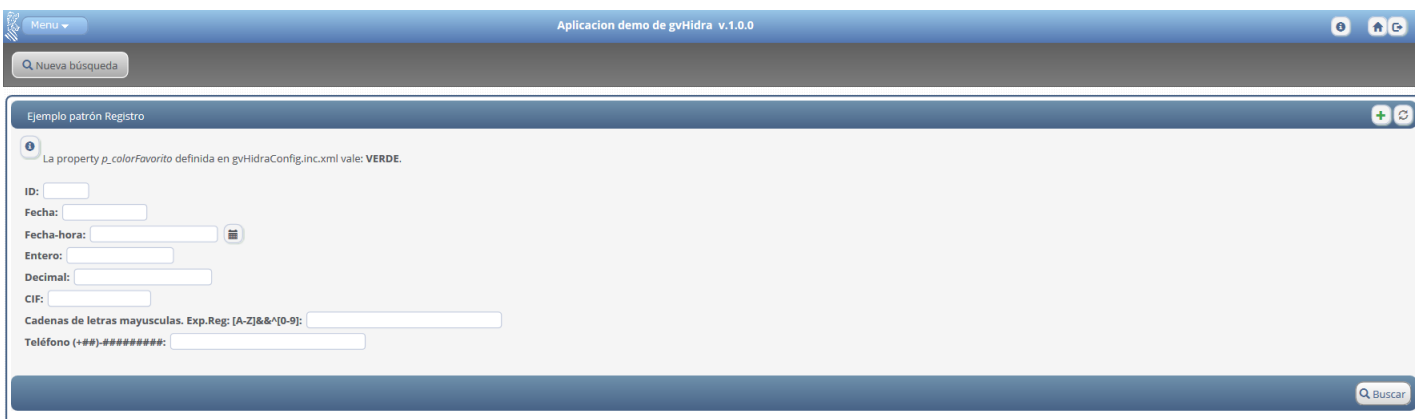 Menu
Aplicacion demo de gvHidra v.1.0.0
Nueva búsqueda
Ejemplo patrón Registro
La property p_colorFavorito definida en gvHidraConfig.inc.xml vale: VERDE.
ID:
Fecha:
Fecha-hora:
Entero:
Decimal:
CIF:
Cadenas de letras mayusculas. Exp.Reg: [A-Z]&&^[0-9]:
Teléfono (+##)-#########:
Buscar